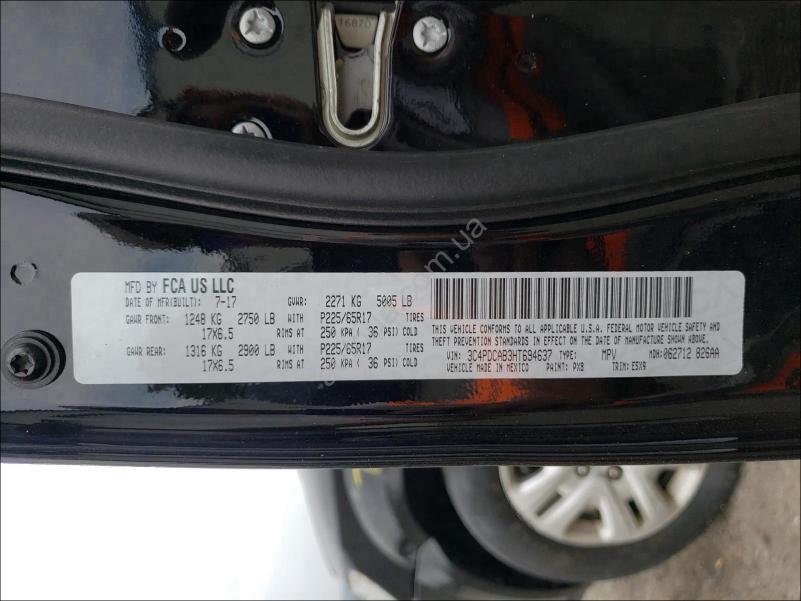 16870
MFD BY FCA US LLC
DATE OF MFR(BUILT): 7-17 GVWR: 2271 KG 5005 LB
GAWR FRONT: 1248 KG 2750 LB WITH P225/65R17 TIRES
17X6.5 RIMS AT 250 KPA ( 36 PSI) COLD
GAWR REAR: 1316 KG 2900 LB WITH P225/65R17 TIRES
17X6.5 RIMS AT 250 KPA ( 36 PSI) COLD
THIS VEHICLE CONFORMS TO ALL APPLICABLE U.S.A. FEDERAL MOTOR VEHICLE SAFETY AND
THEFT PREVENTION STANDARDS IN EFFECT ON THE DATE OF MANUFACTURE SHOWN ABOVE.
VIN: 3C4PDCAB3HT694637 TYPE: MPV MDH: 062712 826AA
VEHICLE MADE IN MEXICO PAINT: PX8 TRIM: E5X9
com.ua